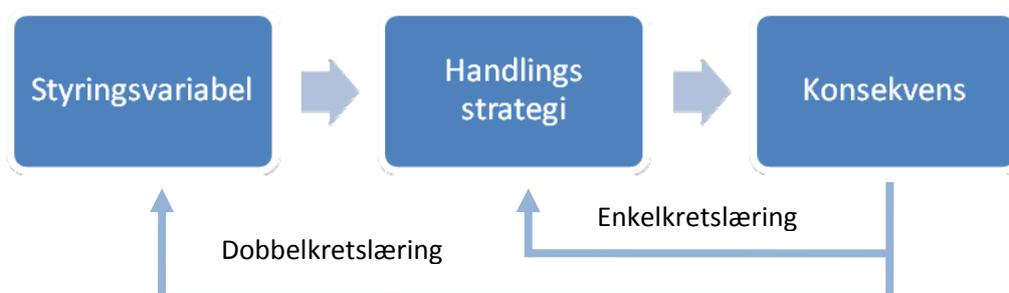 Styringsvariabel
Handlings
strategi
Konsekvens
Enkelkretslæring
Dobbelkretslæring